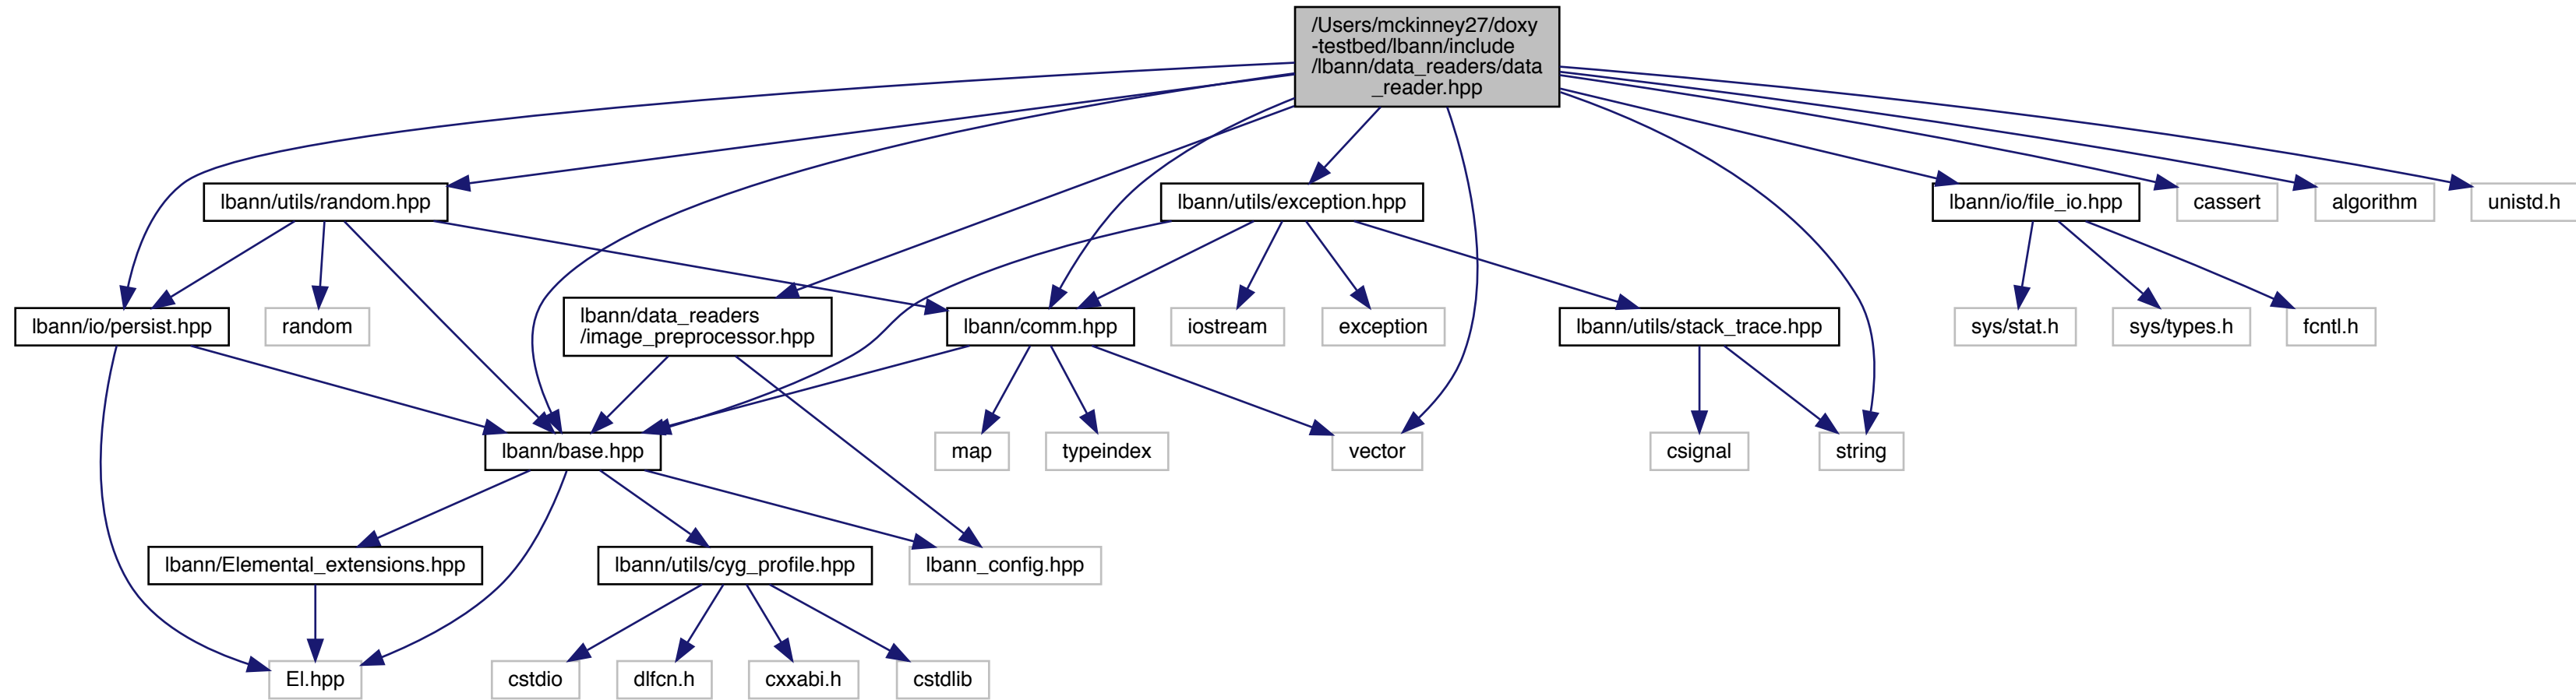 /Users/mckinney27/doxy
-testbed/lbann/include
/lbann/data_readers/data
_reader.hpp
lbann/utils/random.hpp
lbann/utils/exception.hpp
lbann/io/file_io.hpp
cassert
algorithm
unistd.h
lbann/io/persist.hpp
random
lbann/data_readers
/image_preprocessor.hpp
lbann/comm.hpp
iostream
exception
lbann/utils/stack_trace.hpp
sys/stat.h
sys/types.h
fcntl.h
lbann/base.hpp
map
typeindex
vector
csignal
string
lbann/Elemental_extensions.hpp
lbann/utils/cyg_profile.hpp
lbann_config.hpp
El.hpp
cstdio
dlfcn.h
cxxabi.h
cstdlib